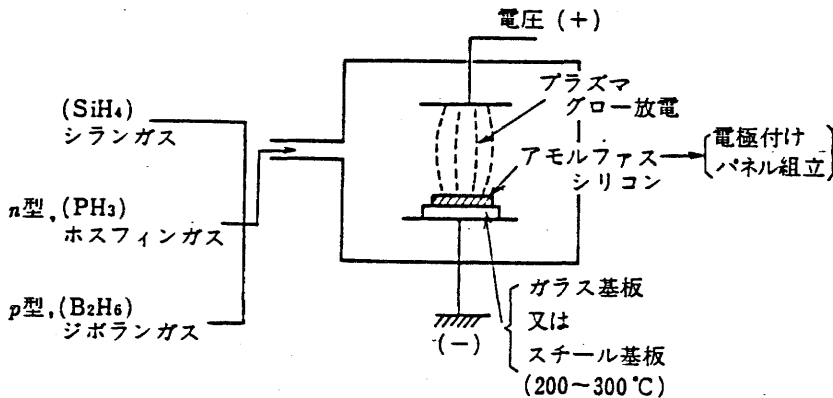 電圧 (+)
プラズマ
グロー放電
(SiH₄)
シランガス
アモルファス
シリコン
電極付け
パネル組立
n型, (PH₃)
ホスフィンガス
p型, (B₂H₆)
ジボランガス
(−)
ガラス基板
又は
スチール基板
(200~300℃)